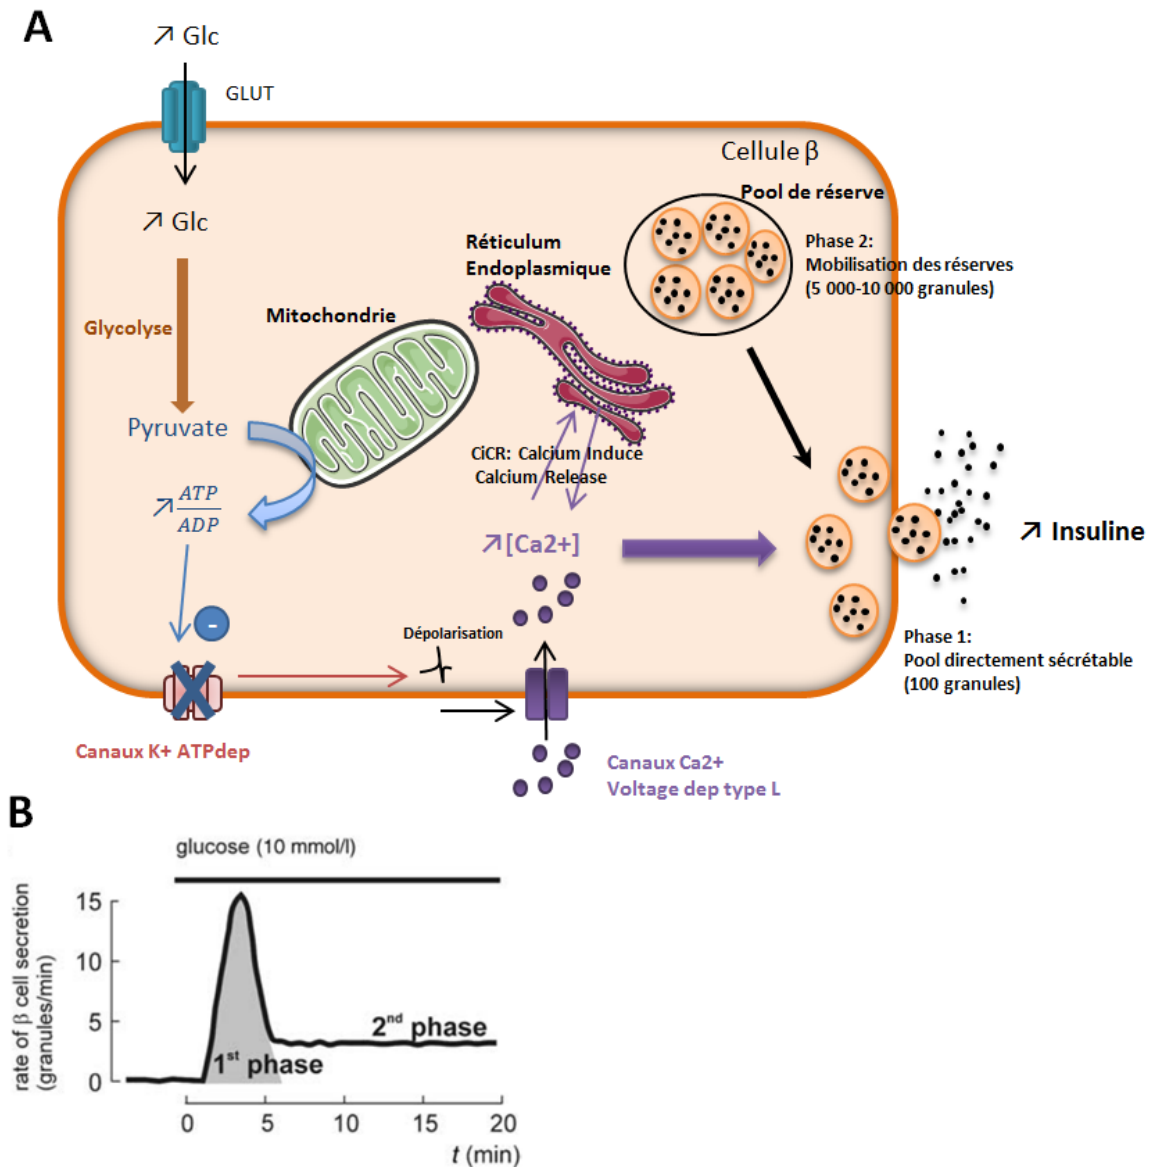 A
↗ Glc
GLUT
Cellule β
Pool de réserve
↗ Glc
Phase 2:
Mobilisation des réserves
(5 000-10 000 granules)
Réticulum
Endoplasmique
Mitochondrie
Glycolyse
Pyruvate
CiCR: Calcium Induce
Calcium Release
↗ ATP
ADP
↗[Ca2+]
↗ Insuline
-
Dépolarisation
Phase 1:
Pool directement sécrétable
(100 granules)
Canaux K+ ATPdep
Canaux Ca2+
Voltage dep type L
B
glucose (10 mmol/l)
rate of β cell secretion
(granules/min)
15
10
5
0
1st phase
2nd phase
0 5 10 15 20
t (min)